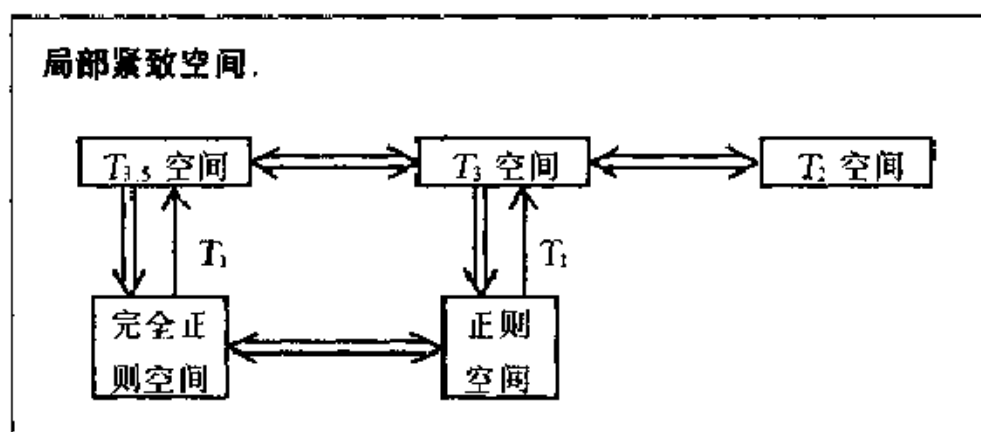 局部紧致空间.
T₃.₅ 空间
T₃ 空间
T₂ 空间
T₁
T₁
完全正
则空间
正则
空间